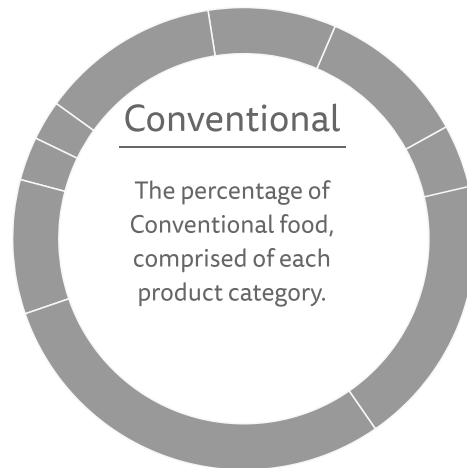 Conventional
The percentage of
Conventional food,
comprised of each
product category.